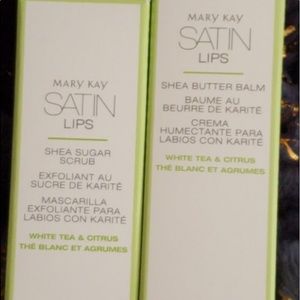 MARY KAY
SATIN
LIPS
SHEA SUGAR
SCRUB
EXFOLIANT AU
SUCRE DE KARITÉ
MASCARILLA
EXFOLIANTE PARA
LABIOS CON KARITÉ
WHITE TEA & CITRUS
THÉ BLANC ET AGRUMES
MARY KAY
SATIN
LIPS
SHEA BUTTER BALM
BAUME AU
BEURRE DE KARITÉ
CREMA
HUMECTANTE PARA
LABIOS CON KARITÉ
WHITE TEA & CITRUS
THÉ BLANC ET AGRUMES